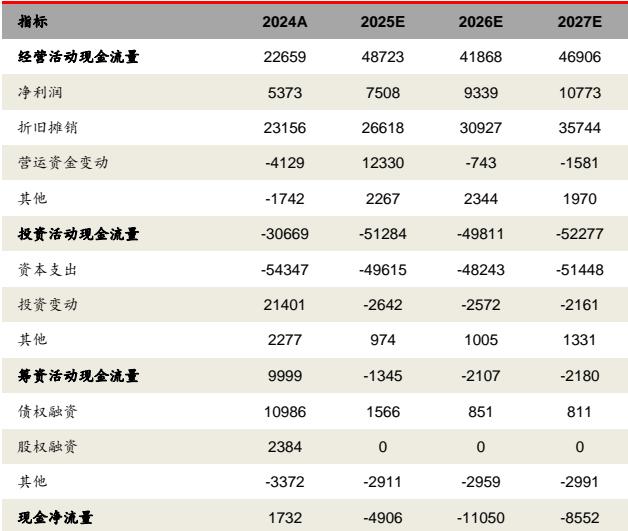 指标 2024A 2025E 2026E 2027E
经营活动现金流量 22659 48723 41868 46906
净利润 5373 7508 9339 10773
折旧摊销 23156 26618 30927 35744
营运资金变动 -4129 12330 -743 -1581
其他 -1742 2267 2344 1970
投资活动现金流量 -30669 -51284 -49811 -52277
资本支出 -54347 -49615 -48243 -51448
投资变动 21401 -2642 -2572 -2161
其他 2277 974 1005 1331
筹资活动现金流量 9999 -1345 -2107 -2180
债权融资 10986 1566 851 811
股权融资 2384 0 0 0
其他 -3372 -2911 -2959 -2991
现金净流量 1732 -4906 -11050 -8552